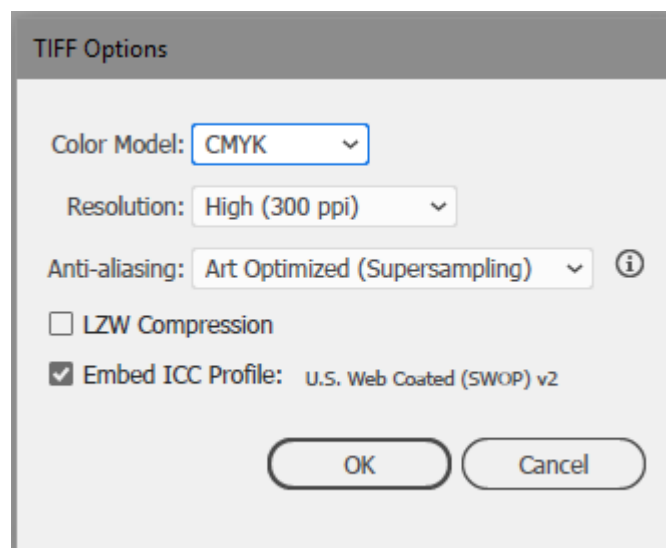 TIFF Options
Color Model: CMYK
Resolution: High (300 ppi)
Anti-aliasing: Art Optimized (Supersampling)
LZW Compression
Embed ICC Profile: U.S. Web Coated (SWOP) v2
OK Cancel